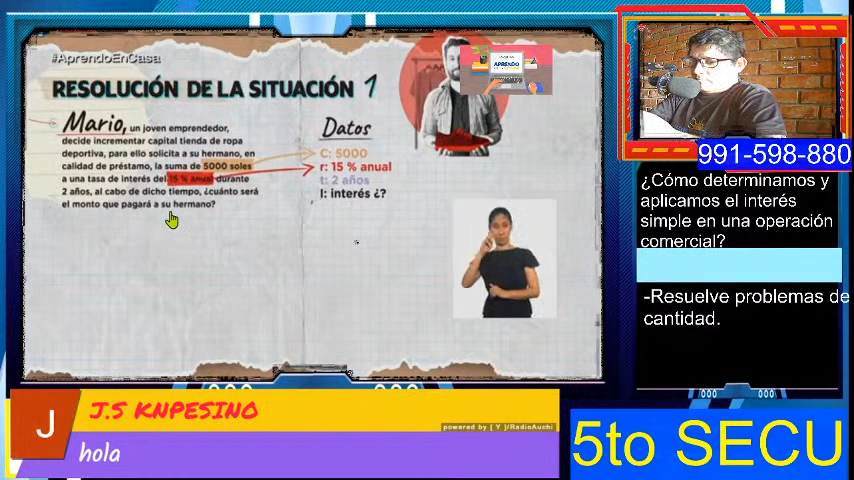 #AprendoEnCasa
RESOLUCIÓN DE LA SITUACIÓN 1
Mario, un joven emprendedor,
decide incrementar capital tienda de ropa
deportiva, para ello solicita a su hermano, en
calidad de préstamo, la suma de 5000 soles
a una tasa de interés del 15 % anual durante
2 años, al cabo de dicho tiempo, ¿cuánto será
el monto que pagará a su hermano?
Datos
C: 5000
r: 15 % anual
t: 2 años
I: interés ¿?
APRENDO
991-598-880
¿Cómo determinamos y
aplicamos el interés
simple en una operación
comercial?
-Resuelve problemas de
cantidad.
J
J.S KNPESINO
hola
powered by [ Y ]/RadioAuchi
5to SECU